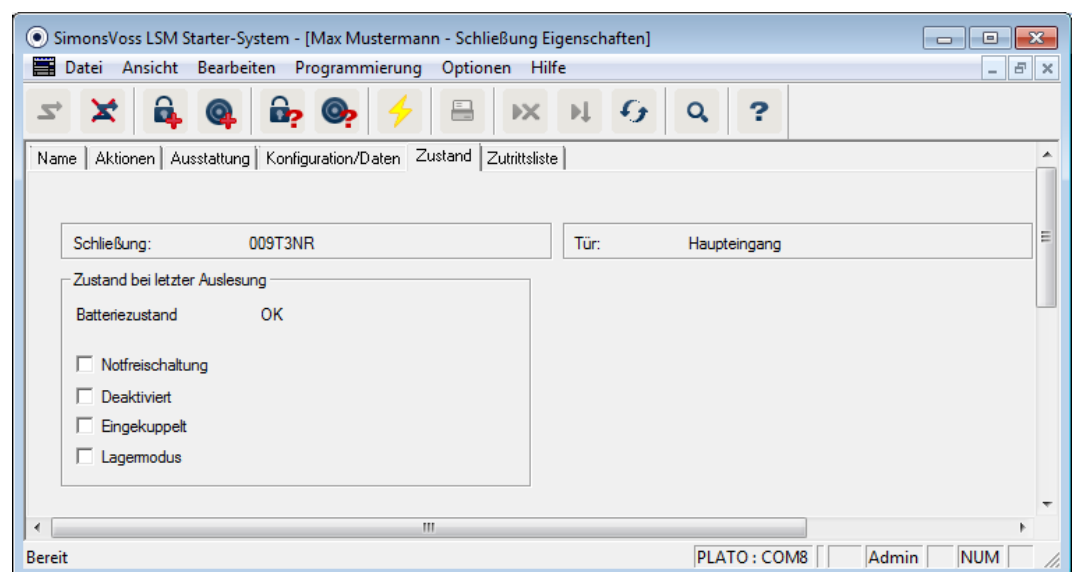 SimonsVoss LSM Starter-System - [Max Mustermann - Schließung Eigenschaften]
Datei Ansicht Bearbeiten Programmierung Optionen Hilfe
Name Aktionen Ausstattung Konfiguration/Daten Zustand Zutrittsliste
Schließung: 009T3NR Tür: Haupteingang
Zustand bei letzter Auslesung
Batteriezustand OK
Notfreischaltung
Deaktiviert
Eingekuppelt
Lagermodus
Bereit PLATO : COM8 Admin NUM